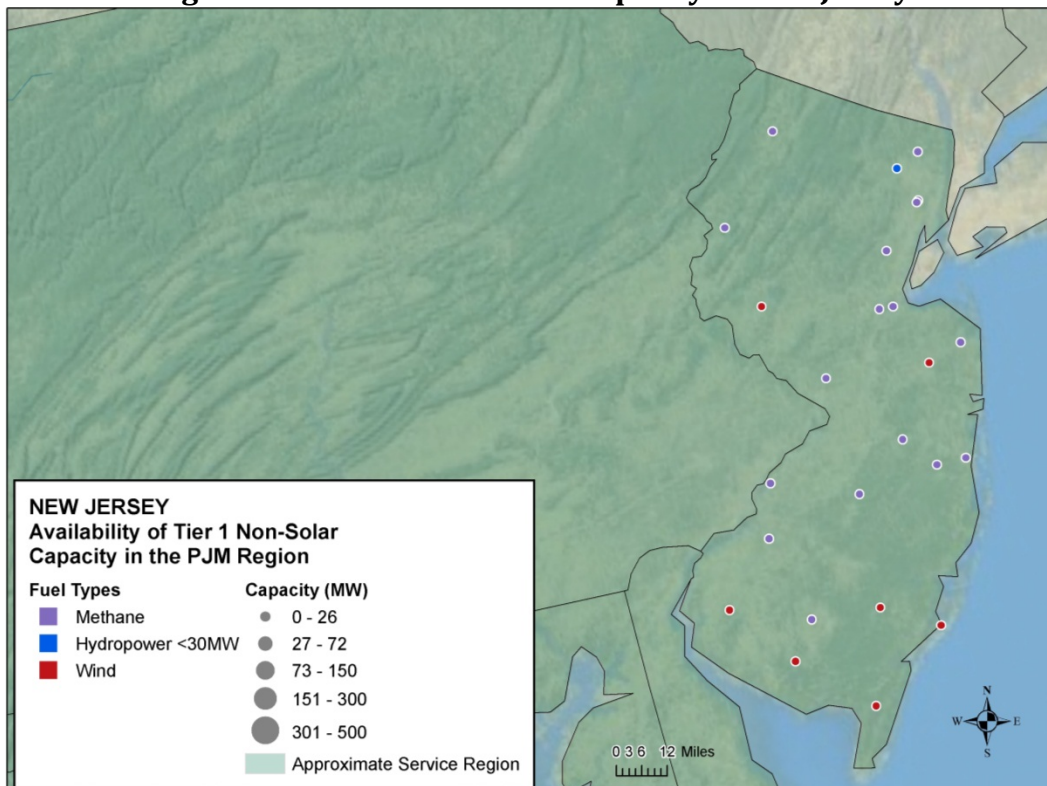 NEW JERSEY
Availability of Tier 1 Non-Solar
Capacity in the PJM Region
Fuel Types
Methane
Hydropower <30MW
Wind
Capacity (MW)
0 - 26
27 - 72
73 - 150
151 - 300
301 - 500
Approximate Service Region
0 3 6 12 Miles
N
W E
S